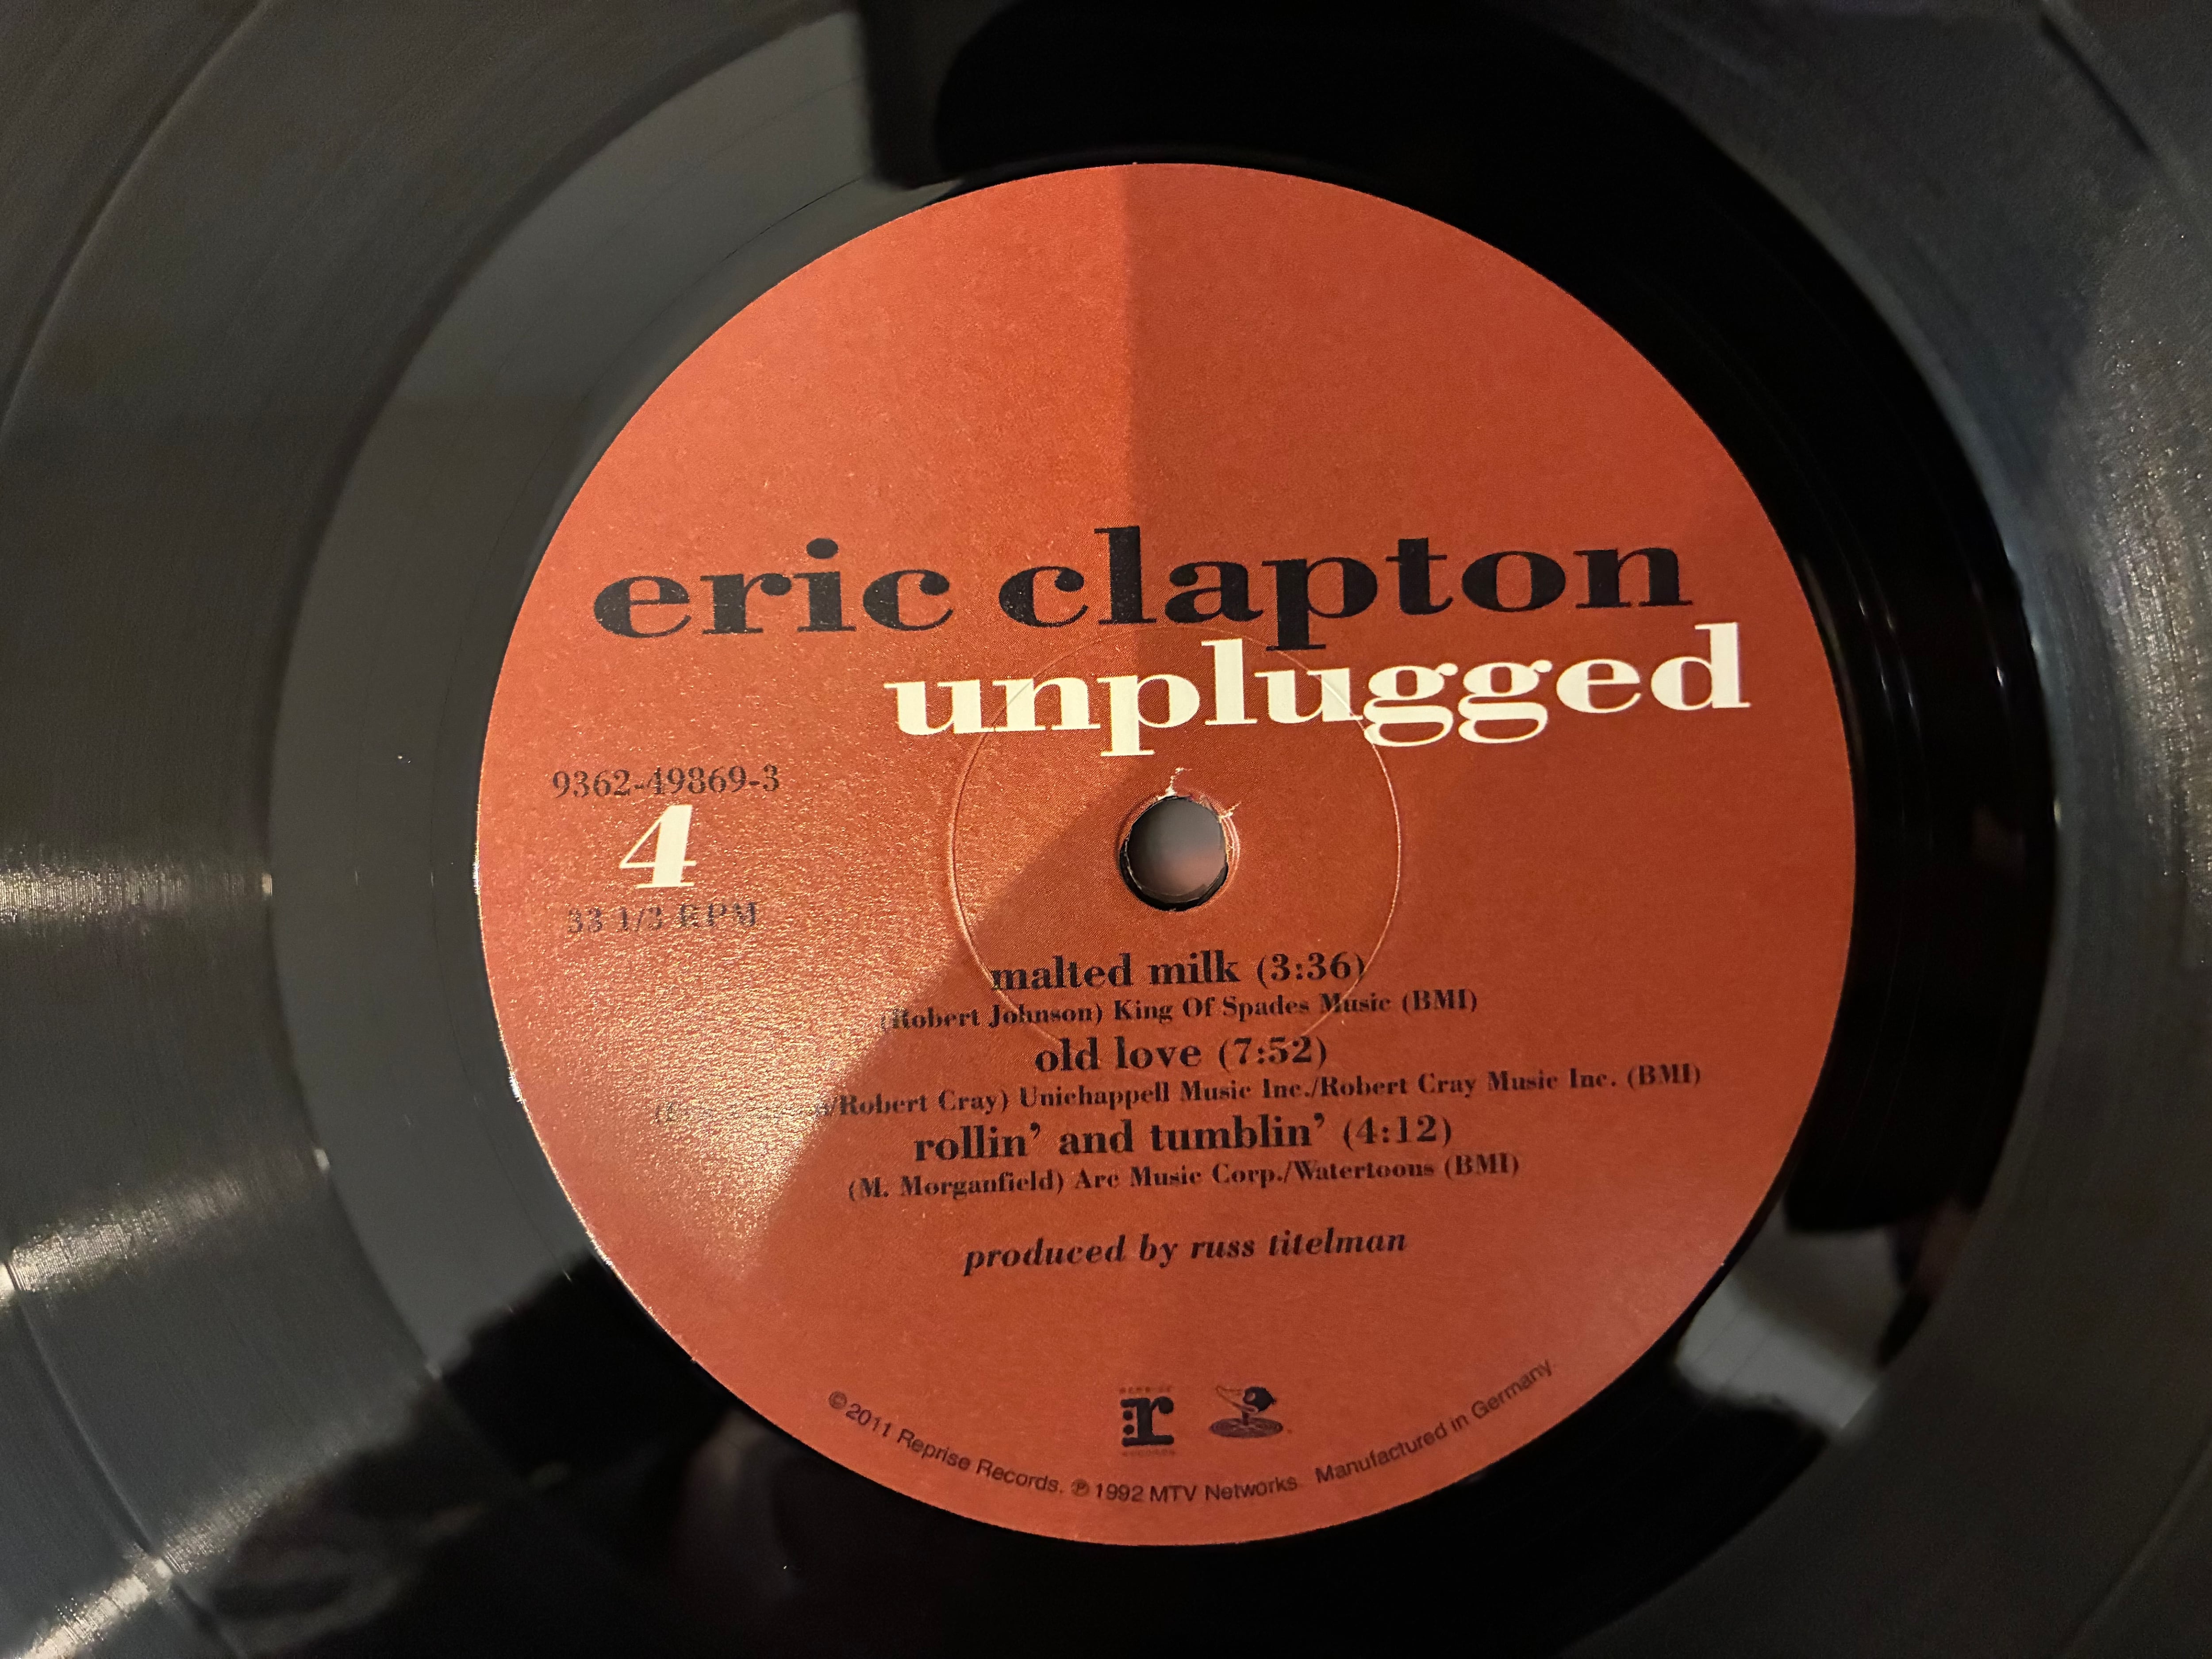 eric clapton
unplugged
9362-49869-3
4
33 1/3 RPM
malted milk (3:36)
(Robert Johnson) King Of Spades Music (BMI)
old love (7:52)
/Robert Cray) Unichappell Music Inc./Robert Cray Music Inc. (BMI)
rollin' and tumblin' (4:12)
(M. Morganfield) Arc Music Corp./Watertoons (BMI)
produced by russ titelman
r
©2011 Reprise Records. ℗ 1992 MTV Networks. Manufactured in Germany.